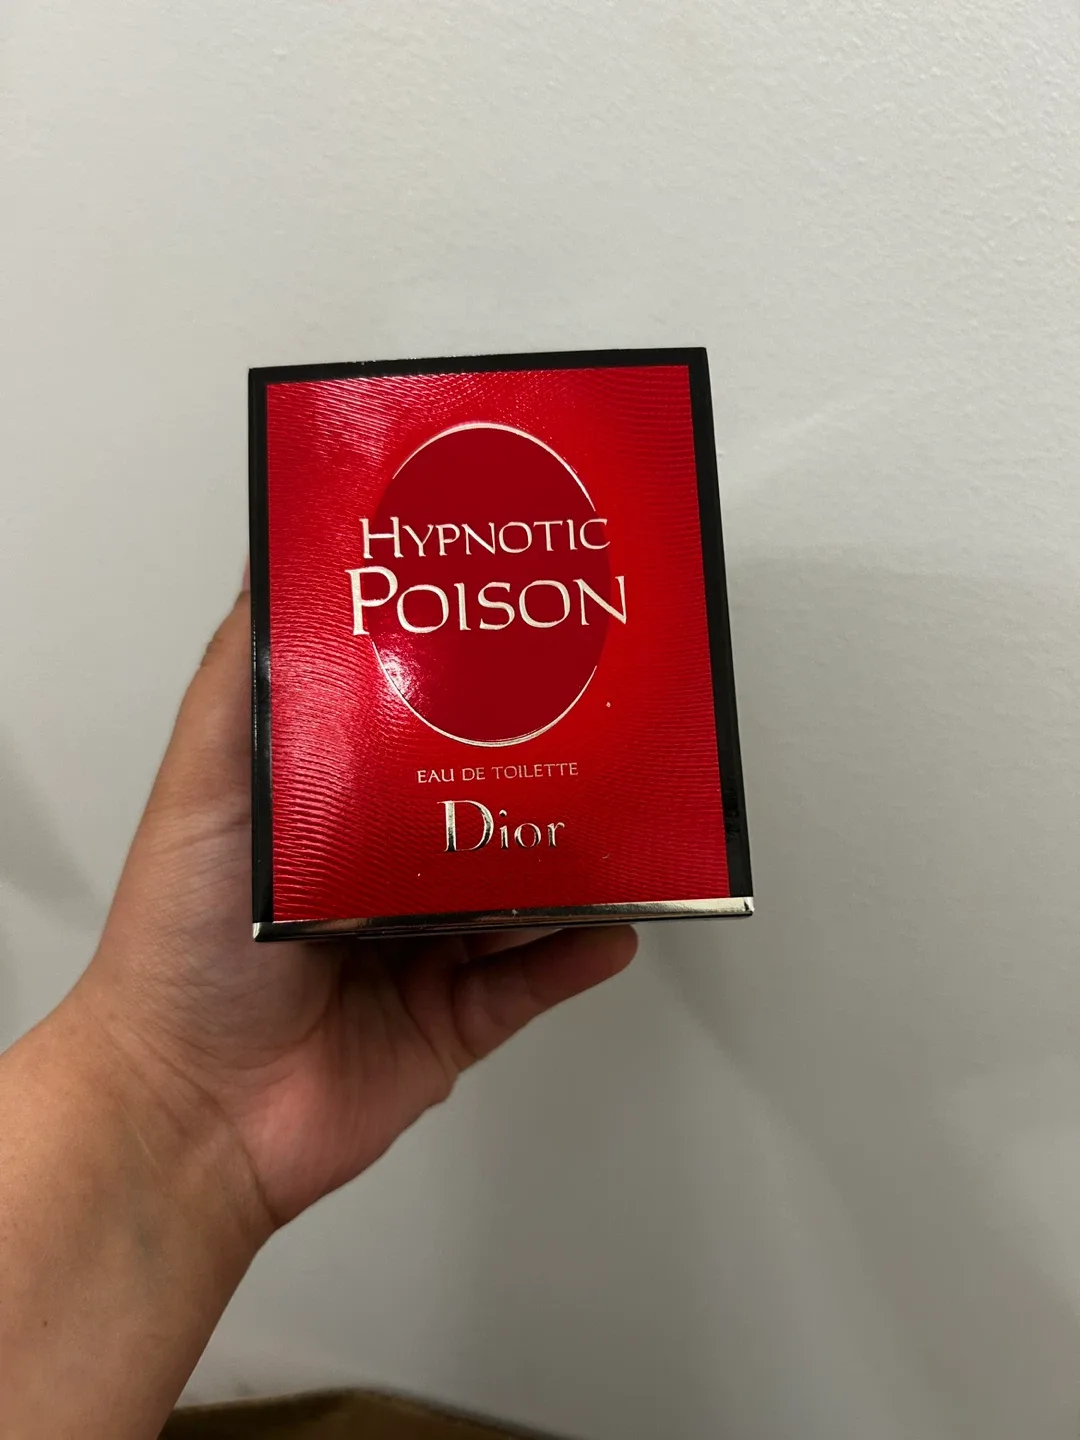 HYPNOTIC
POISON
EAU DE TOILETTE
Dior